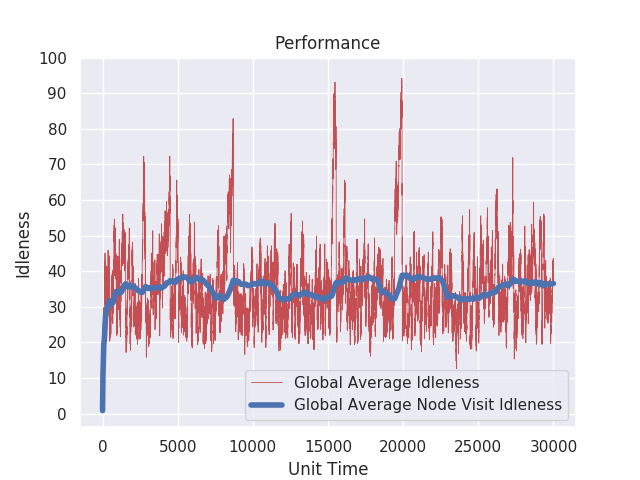 Performance
100
90
80
70
60
50
40
30
20
10
0
Idleness
Global Average Idleness
Global Average Node Visit Idleness
0 5000 10000 15000 20000 25000 30000
Unit Time